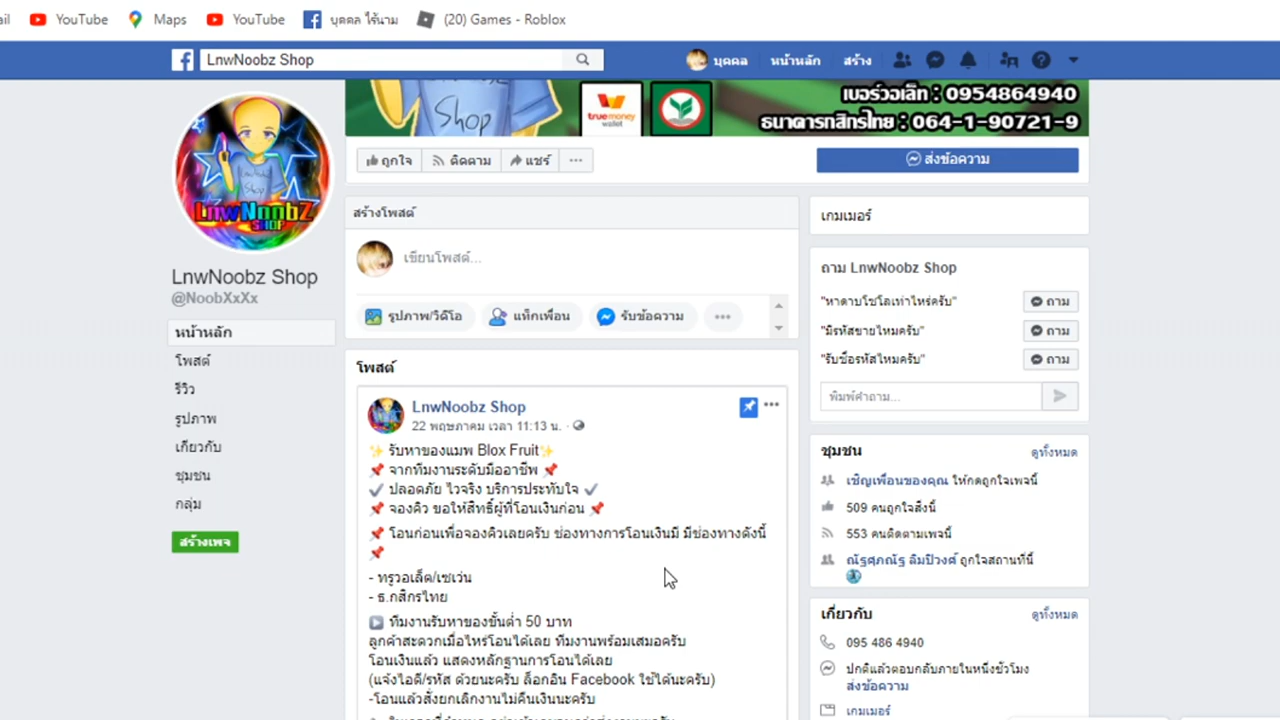 ail YouTube Maps YouTube บุคคล ไร้นาม (20) Games - Roblox
LnwNoobz Shop บุคคล หน้าหลัก สร้าง
Shop
truemoney
wallet
เบอร์วอเล็ท : 0954864940
ธนาคารกสิกรไทย : 064-1-90721-9
LnwNoobZ
SHOP
LnwNoobz Shop
@NoobXxXx
หน้าหลัก
โพสต์
รีวิว
รูปภาพ
เกี่ยวกับ
ชุมชน
กลุ่ม
สร้างเพจ
ถูกใจ ติดตาม แชร์ ...
ส่งข้อความ
สร้างโพสต์
เขียนโพสต์...
รูปภาพ/วิดีโอ แท็กเพื่อน รับข้อความ ...
โพสต์
LnwNoobz Shop
22 พฤษภาคม เวลา 11:13 น. ·
✨ รับหาของแมพ Blox Fruit✨
📌 จากทีมงานระดับมืออาชีพ 📌
✔ ปลอดภัย ไวจริง บริการประทับใจ ✔
📌 จองคิว ขอให้สิทธิ์ผู้ที่โอนเงินก่อน 📌
📌 โอนก่อนเพื่อจองคิวเลยครับ ช่องทางการโอนเงินมี มีช่องทางดังนี้
📌
- ทรูวอเล็ต/เซเว่น
- ธ.กสิกรไทย
▶ ทีมงานรับหาของขั้นต่ำ 50 บาท
ลูกค้าสะดวกเมื่อไหร่โอนได้เลย ทีมงานพร้อมเสมอครับ
โอนเงินแล้ว แสดงหลักฐานการโอนได้เลย
(แจ้งไอดี/รหัส ด้วยนะครับ ล็อกอิน Facebook ใช้ได้นะครับ)
-โอนแล้วสั่งยกเลิกงานไม่คืนเงินนะครับ
เกมเมอร์
ถาม LnwNoobz Shop
"หาดาบโซโลเท่าไหร่ครับ" ถาม
"มีรหัสขายไหมครับ" ถาม
"รับซื้อรหัสไหมครับ" ถาม
พิมพ์คำถาม...
ชุมชน ดูทั้งหมด
เชิญเพื่อนของคุณ ให้กดถูกใจเพจนี้
509 คนถูกใจสิ่งนี้
553 คนติดตามเพจนี้
ณัฐศุภณัฐ ลิมปิวงศ์ ถูกใจสถานที่นี้
เกี่ยวกับ ดูทั้งหมด
095 486 4940
ปกติแล้วตอบกลับภายในหนึ่งชั่วโมง
ส่งข้อความ
เกมเมอร์